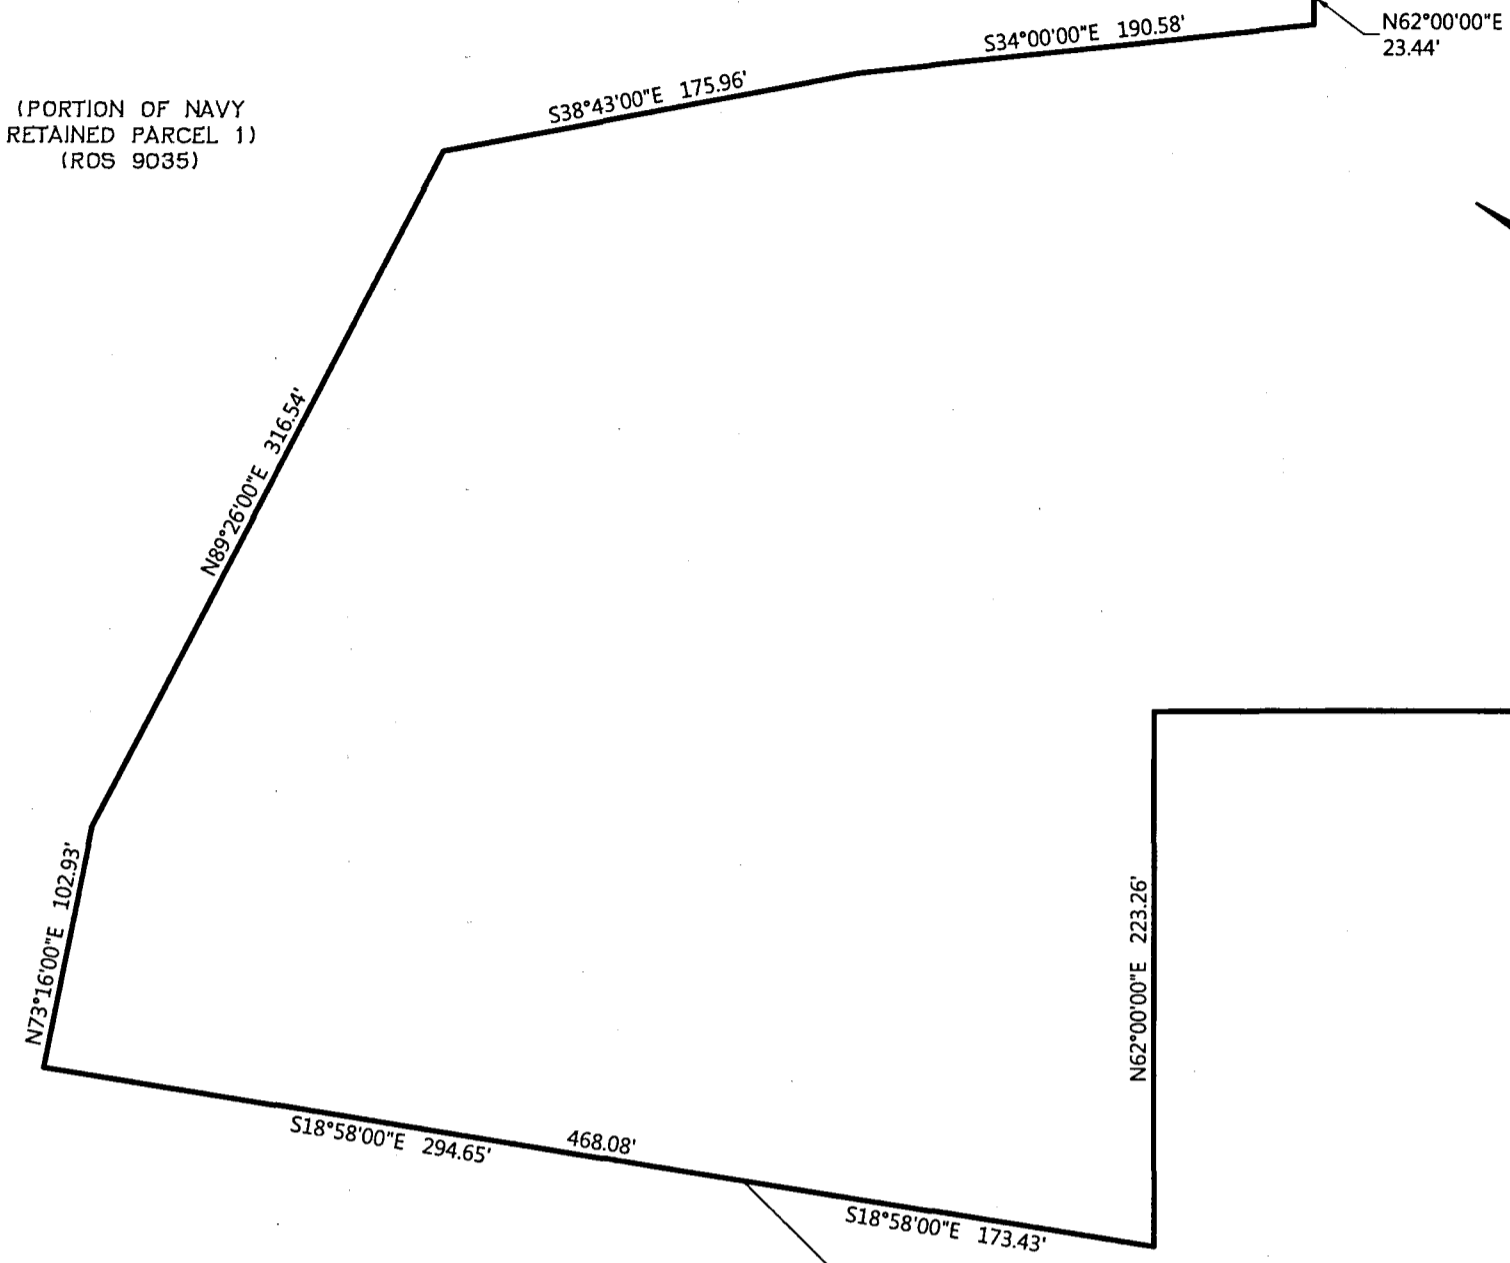 N62°00'00"E
23.44'
S34°00'00"E 190.58'
S38°43'00"E 175.96'
(PORTION OF NAVY
RETAINED PARCEL 1)
(ROS 9035)
N89°26'00"E 316.54'
N73°16'00"E 102.93'
N62°00'00"E 223.26'
S18°58'00"E 294.65'
468.08'
S18°58'00"E 173.43'